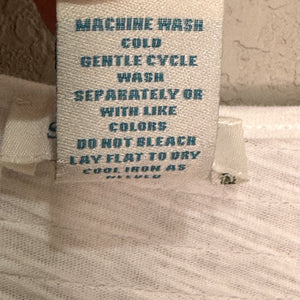 MACHINE WASH
COLD
GENTLE CYCLE
WASH
SEPARATELY OR
WITH LIKE
COLORS
DO NOT BLEACH
LAY FLAT TO DRY
COOL IRON AS
NEEDED